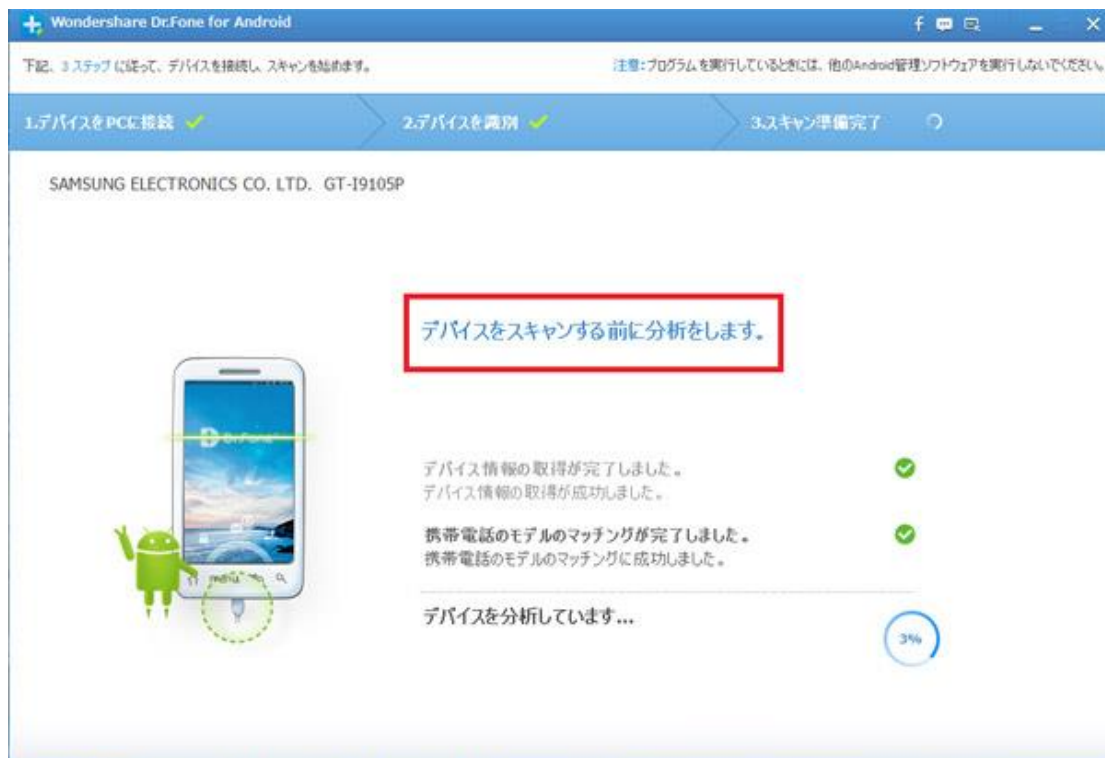 Wondershare Dr.Fone for Android
下記、3 ステップ に従って、デバイスを接続し、スキャンを始めます。
注意:プログラムを実行しているときには、他のAndroid管理ソフトウェアを実行しないでください。
1.デバイスをPCに接続
2.デバイスを識別
3.スキャン準備完了
SAMSUNG ELECTRONICS CO. LTD. GT-I9105P
デバイスをスキャンする前に分析をします。
Dr.Fone
menu
デバイス情報の取得が完了しました。
デバイス情報の取得が成功しました。
携帯電話のモデルのマッチングが完了しました。
携帯電話のモデルのマッチングに成功しました。
デバイスを分析しています...
3%